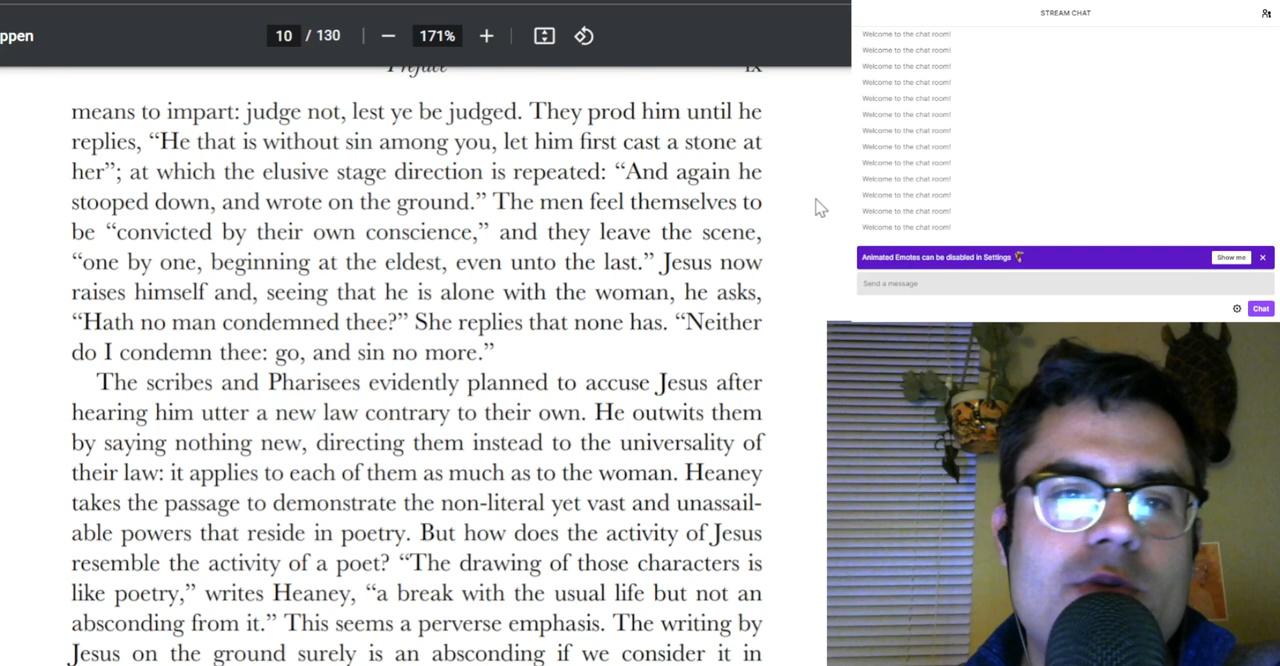 ppen
10 / 130
171%
Preface
ix
means to impart: judge not, lest ye be judged. They prod him until he
replies, “He that is without sin among you, let him first cast a stone at
her”; at which the elusive stage direction is repeated: “And again he
stooped down, and wrote on the ground.” The men feel themselves to
be “convicted by their own conscience,” and they leave the scene,
“one by one, beginning at the eldest, even unto the last.” Jesus now
raises himself and, seeing that he is alone with the woman, he asks,
“Hath no man condemned thee?” She replies that none has. “Neither
do I condemn thee: go, and sin no more.”
The scribes and Pharisees evidently planned to accuse Jesus after
hearing him utter a new law contrary to their own. He outwits them
by saying nothing new, directing them instead to the universality of
their law: it applies to each of them as much as to the woman. Heaney
takes the passage to demonstrate the non-literal yet vast and unassail-
able powers that reside in poetry. But how does the activity of Jesus
resemble the activity of a poet? “The drawing of those characters is
like poetry,” writes Heaney, “a break with the usual life but not an
absconding from it.” This seems a perverse emphasis. The writing by
Jesus on the ground surely is an absconding if we consider it in
STREAM CHAT
Welcome to the chat room!
Welcome to the chat room!
Welcome to the chat room!
Welcome to the chat room!
Welcome to the chat room!
Welcome to the chat room!
Welcome to the chat room!
Welcome to the chat room!
Welcome to the chat room!
Welcome to the chat room!
Welcome to the chat room!
Welcome to the chat room!
Welcome to the chat room!
Animated Emotes can be disabled in Settings
Show me
Send a message
Chat